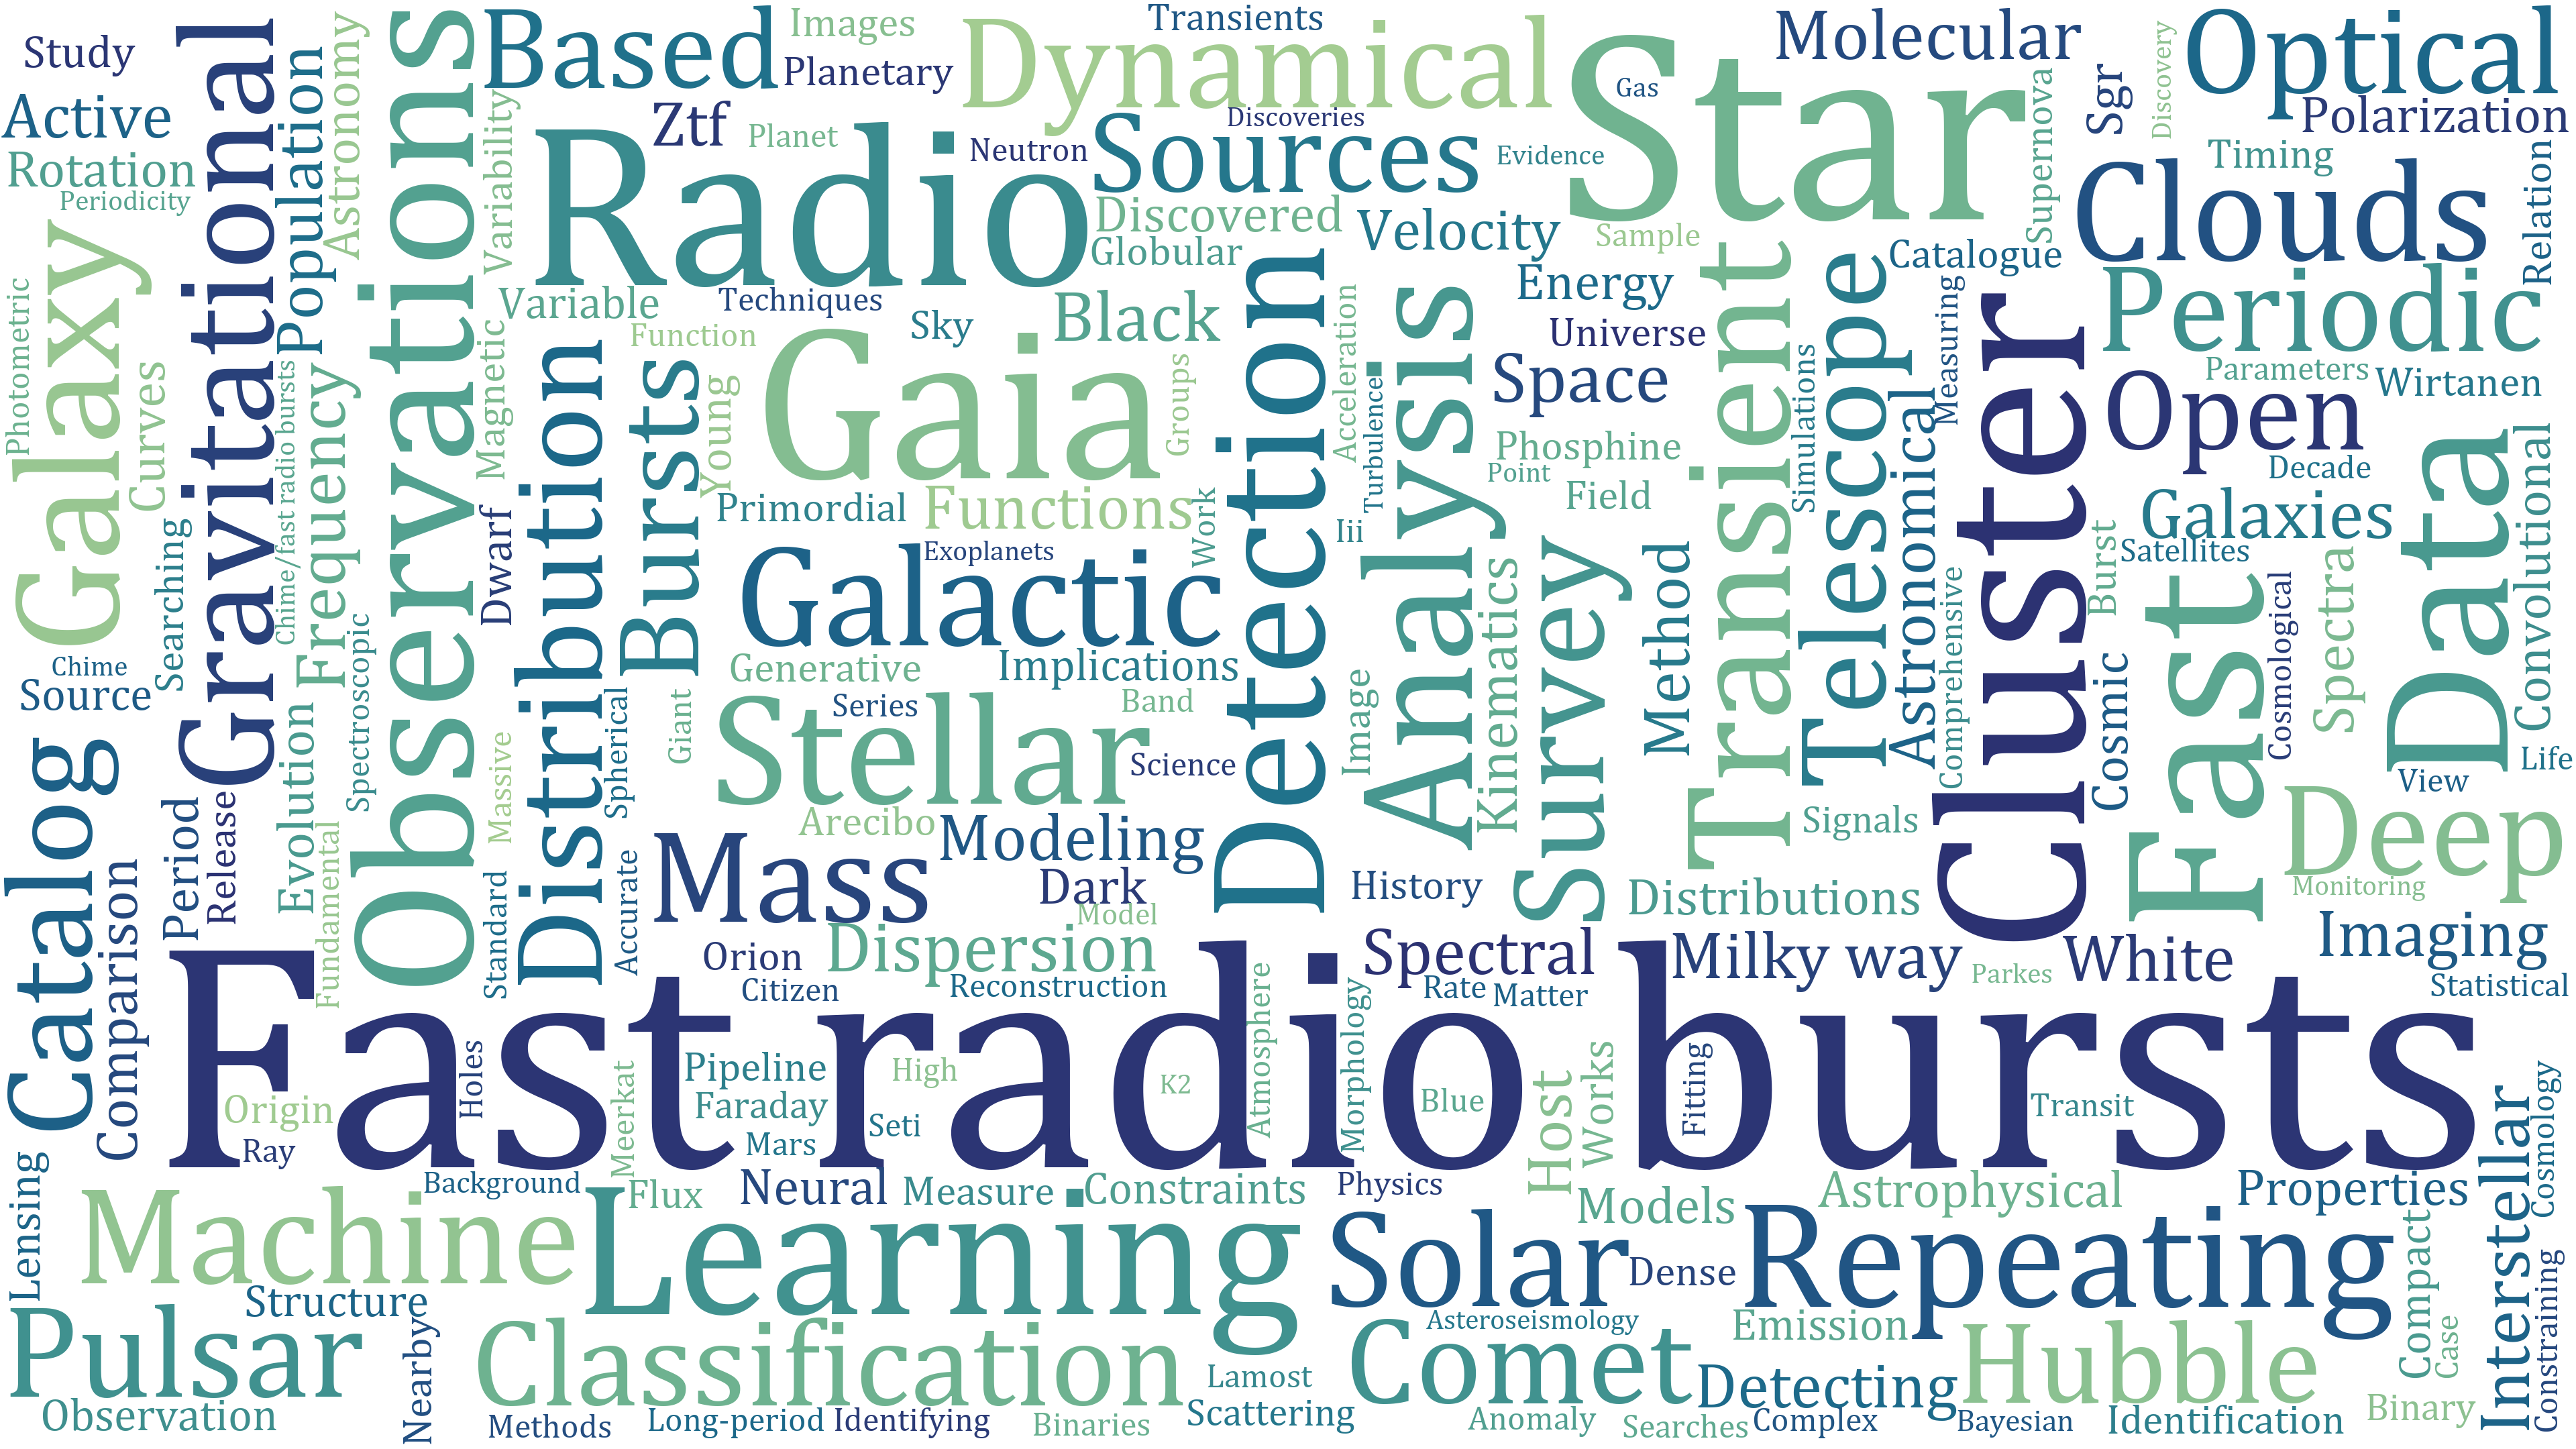 Study
Active
Rotation
Periodicity
Galaxy
Photometric
Curves
Gravitational
Population
Astronomy
Observations
Variability
Based
Images
Planetary
Transients
Ztf
Planet
Dynamical
Neutron
Discoveries
Sources
Discovered
Globular
Radio
Variable
Techniques
Function
Sky
Black
Evidence
Velocity
Star
Gas
Sample
Molecular
Supernova
Sgr
Discovery
Optical
Polarization
Timing
Clouds
Relation
Catalogue
Energy
Universe
Space
Periodic
Parameters
Wirtanen
Open
Decade
Galaxies
Satellites
Burst
Data
Convolutional
Measuring
Telescope
Simulations
Astronomical
Transient
Cluster
Comprehensive
Phosphine
Point
Field
Method
Survey
Kinematics
Analysis
Acceleration
Turbulence
Iii
Detection
Groups
Gaia
Young
Primordial
Functions
Work
Exoplanets
Galactic
Bursts
Distribution
Magnetic
Dwarf
Frequency
Chime/fast radio bursts
Searching
Spectroscopic
Chime
Source
Generative
Implications
Series
Band
Stellar
Science
Giant
Spherical
Massive
Evolution
Catalog
Period
Release
Comparison
Fundamental
Standard
Accurate
Arecibo
Modeling
Mass
Dark
Model
Orion
Dispersion
Citizen
Reconstruction
Image
History
Spectral
Rate
Matter
Signals
Distributions
Milky way
Parkes
White
Cosmic
Fast
Cosmological
Spectra
View
Life
Deep
Monitoring
Imaging
Statistical
Fast radio bursts
Origin
Ray
Holes
Meerkat
Pipeline
Faraday
Mars
High
Seti
K2
Atmosphere
Morphology
Blue
Host
Works
Fitting
Transit
Cosmology
Interstellar
Lensing
Background
Flux
Neural
Measure
Constraints
Physics
Models
Astrophysical
Properties
Machine
Learning
Solar
Dense
Repeating
Compact
Structure
Pulsar
Nearby
Observation
Classification
Asteroseismology
Emission
Comet
Detecting
Hubble
Case
Constraining
Lamost
Scattering
Methods
Long-period
Identifying
Binaries
Anomaly
Searches
Complex
Bayesian
Identification
Binary